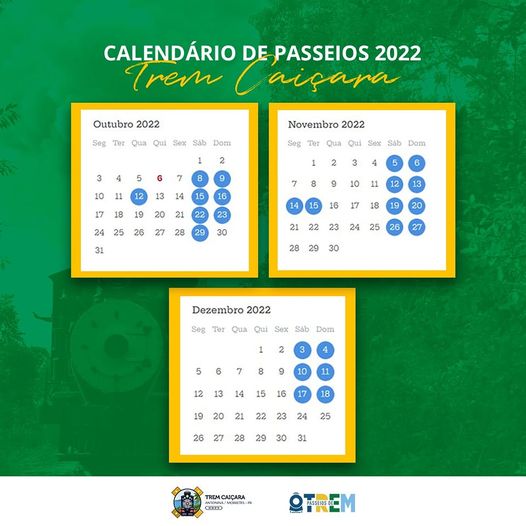 CALENDÁRIO DE PASSEIOS 2022
Trem Caiçara
Outubro 2022
Seg Ter Qua Qui Sex Sáb Dom
1 2
3 4 5 6 7 8 9
10 11 12 13 14 15 16
17 18 19 20 21 22 23
24 25 26 27 28 29 30
31
Novembro 2022
Seg Ter Qua Qui Sex Sáb Dom
1 2 3 4 5 6
7 8 9 10 11 12 13
14 15 16 17 18 19 20
21 22 23 24 25 26 27
28 29 30
Dezembro 2022
Seg Ter Qua Qui Sex Sáb Dom
1 2 3 4
5 6 7 8 9 10 11
12 13 14 15 16 17 18
19 20 21 22 23 24 25
26 27 28 29 30 31
TREM CAIÇARA
ANTONINA / MORRETES - PR
PASSEIOS DE
TREM